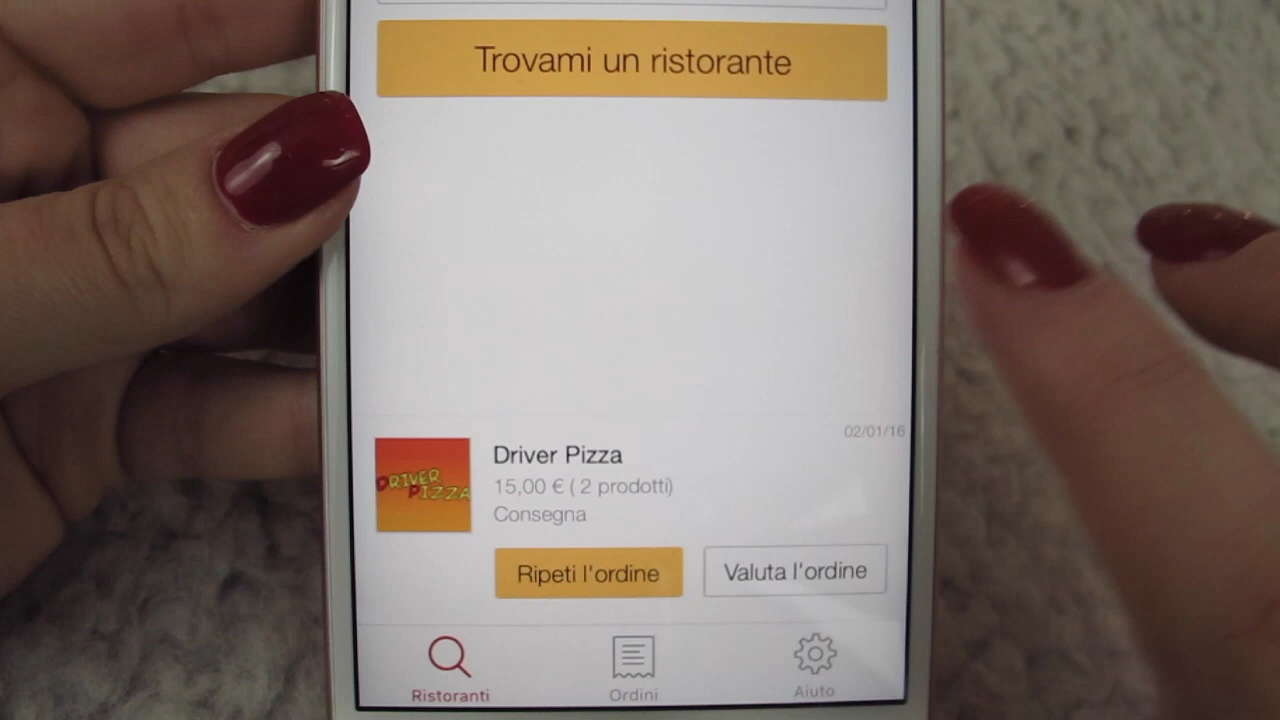 Trovami un ristorante
02/01/16
Driver Pizza
15,00 € ( 2 prodotti)
Consegna
DRIVER
PIZZA
Ripeti l'ordine
Valuta l'ordine
Ristoranti
Ordini
Aiuto